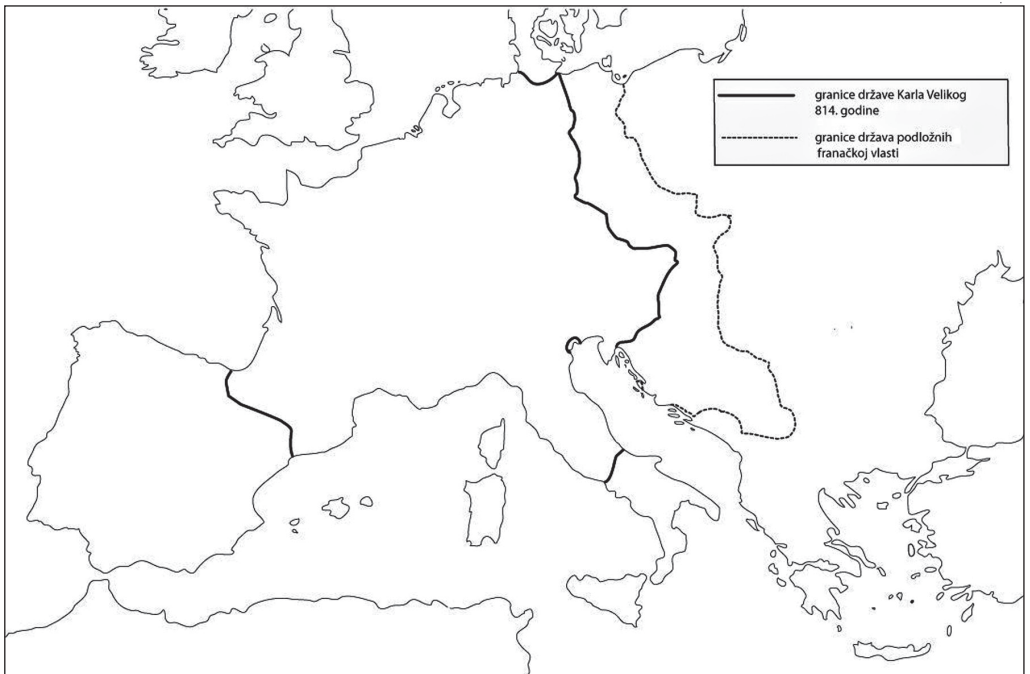 granice države Karla Velikog
814. godine
granice država podložnih
franačkoj vlasti